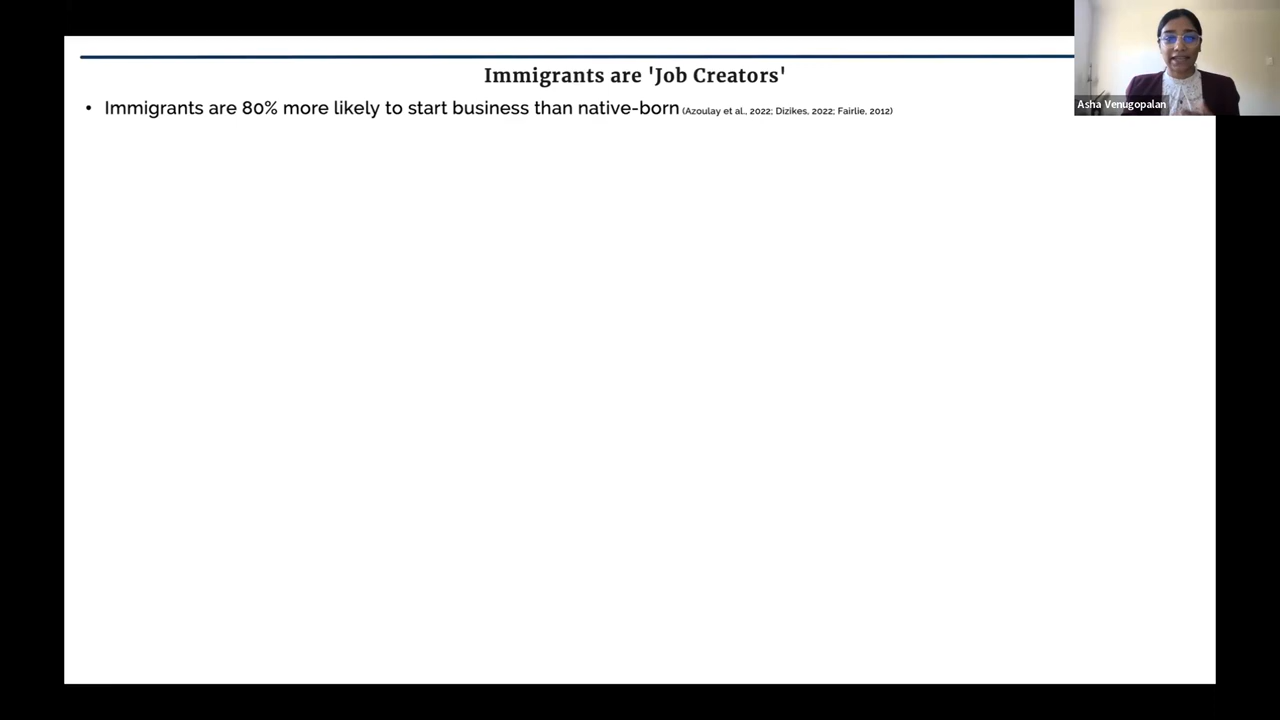 Immigrants are 'Job Creators'
• Immigrants are 80% more likely to start business than native-born (Azoulay et al., 2022; Dizikes, 2022; Fairlie, 2012)
Asha Venugopalan